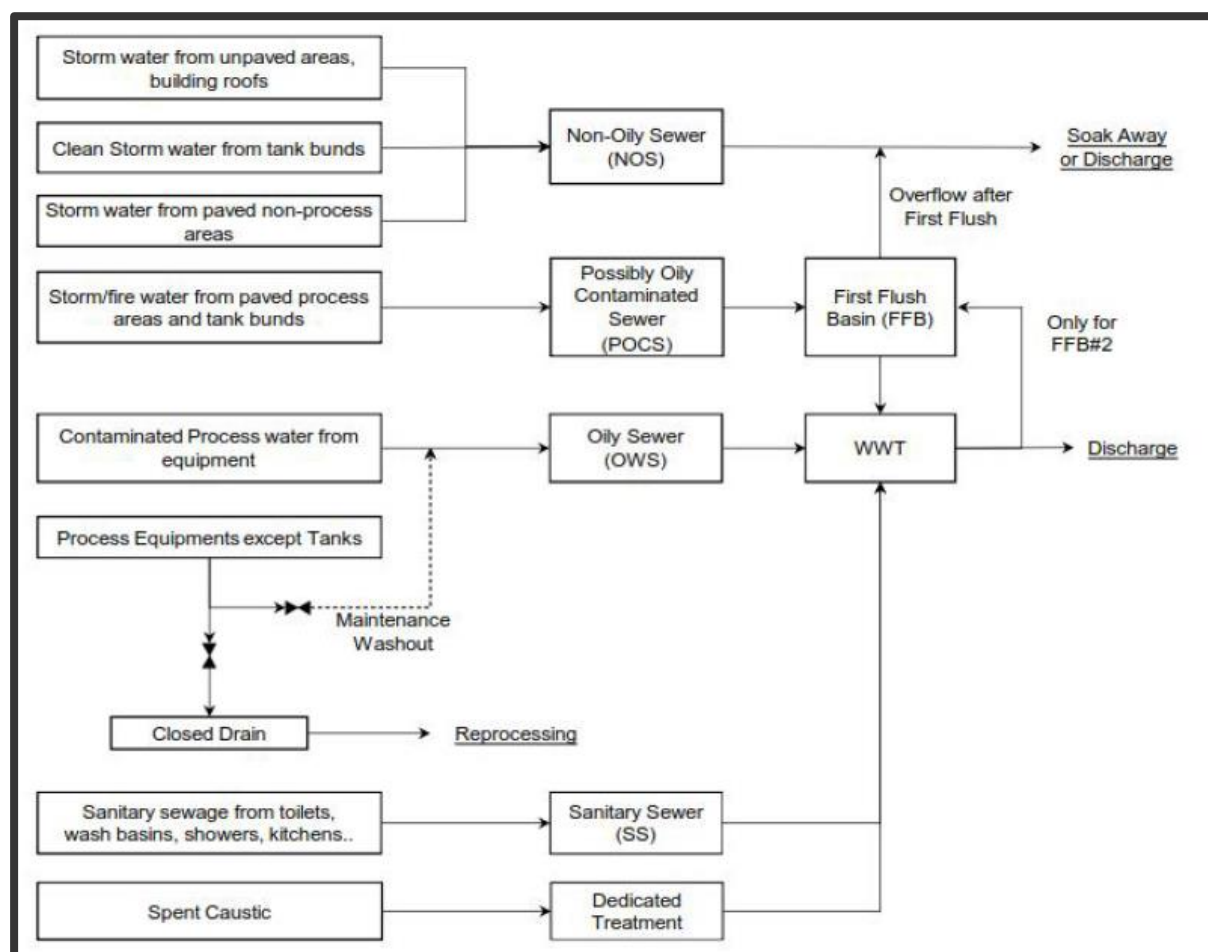 Storm water from unpaved areas,
building roofs
Clean Storm water from tank bunds
Storm water from paved non-process
areas
Non-Oily Sewer
(NOS)
Soak Away
or Discharge
Overflow after
First Flush
Storm/fire water from paved process
areas and tank bunds
Possibly Oily
Contaminated
Sewer
(POCS)
First Flush
Basin (FFB)
Only for
FFB#2
Contaminated Process water from
equipment
Oily Sewer
(OWS)
WWT
Discharge
Process Equipments except Tanks
Maintenance
Washout
Closed Drain
Reprocessing
Sanitary sewage from toilets,
wash basins, showers, kitchens..
Sanitary Sewer
(SS)
Spent Caustic
Dedicated
Treatment